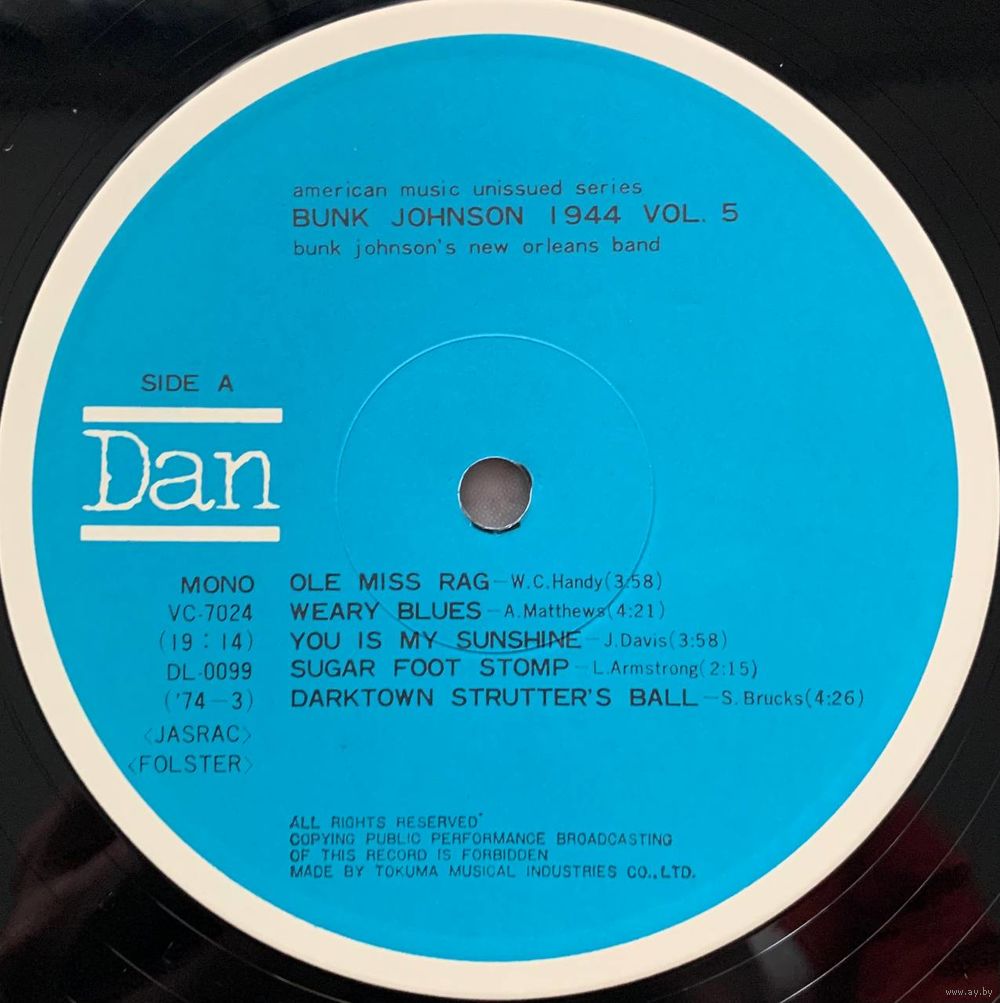 american music unissued series
BUNK JOHNSON 1944 VOL. 5
bunk johnson's new orleans band
SIDE A
Dan
MONO OLE MISS RAG—W.C.Handy(3:58)
VC-7024 WEARY BLUES—A.Matthews(4:21)
(19:14) YOU IS MY SUNSHINE—J.Davis(3:58)
DL-0099 SUGAR FOOT STOMP—L.Armstrong(2:15)
('74—3) DARKTOWN STRUTTER'S BALL—S.Brucks(4:26)
<JASRAC>
<FOLSTER>
ALL RIGHTS RESERVED
COPYING PUBLIC PERFORMANCE BROADCASTING
OF THIS RECORD IS FORBIDDEN
MADE BY TOKUMA MUSICAL INDUSTRIES CO.,LTD.
www.ay.by